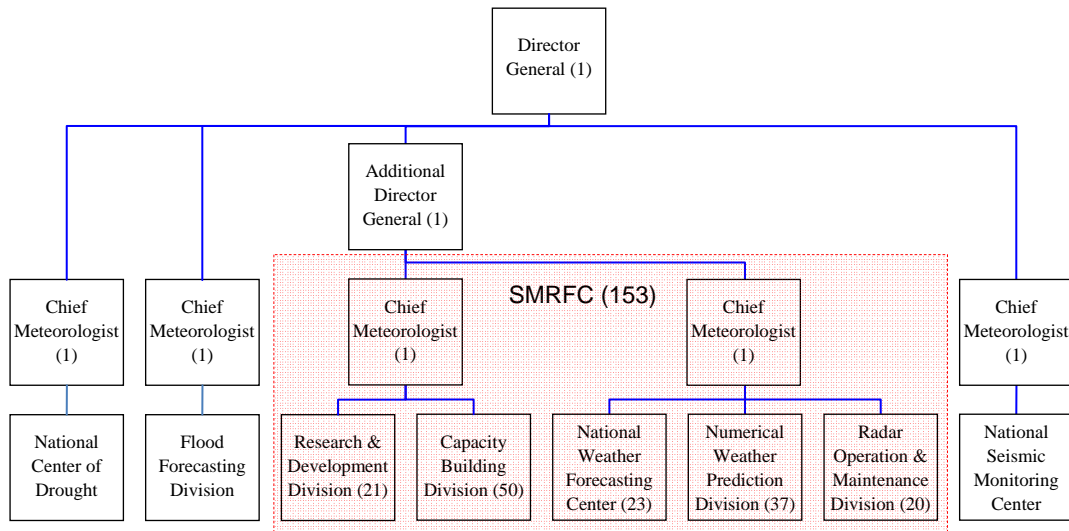 Director
General (1)
Additional
Director
General (1)
SMRFC (153)
Chief
Meteorologist
(1)
Chief
Meteorologist
(1)
Chief
Meteorologist
(1)
Chief
Meteorologist
(1)
Chief
Meteorologist
(1)
National
Center of
Drought
Flood
Forecasting
Division
Research &
Development
Division (21)
Capacity
Building
Division (50)
National
Weather
Forecasting
Center (23)
Numerical
Weather
Prediction
Division (37)
Radar
Operation &
Maintenance
Division (20)
National
Seismic
Monitoring
Center